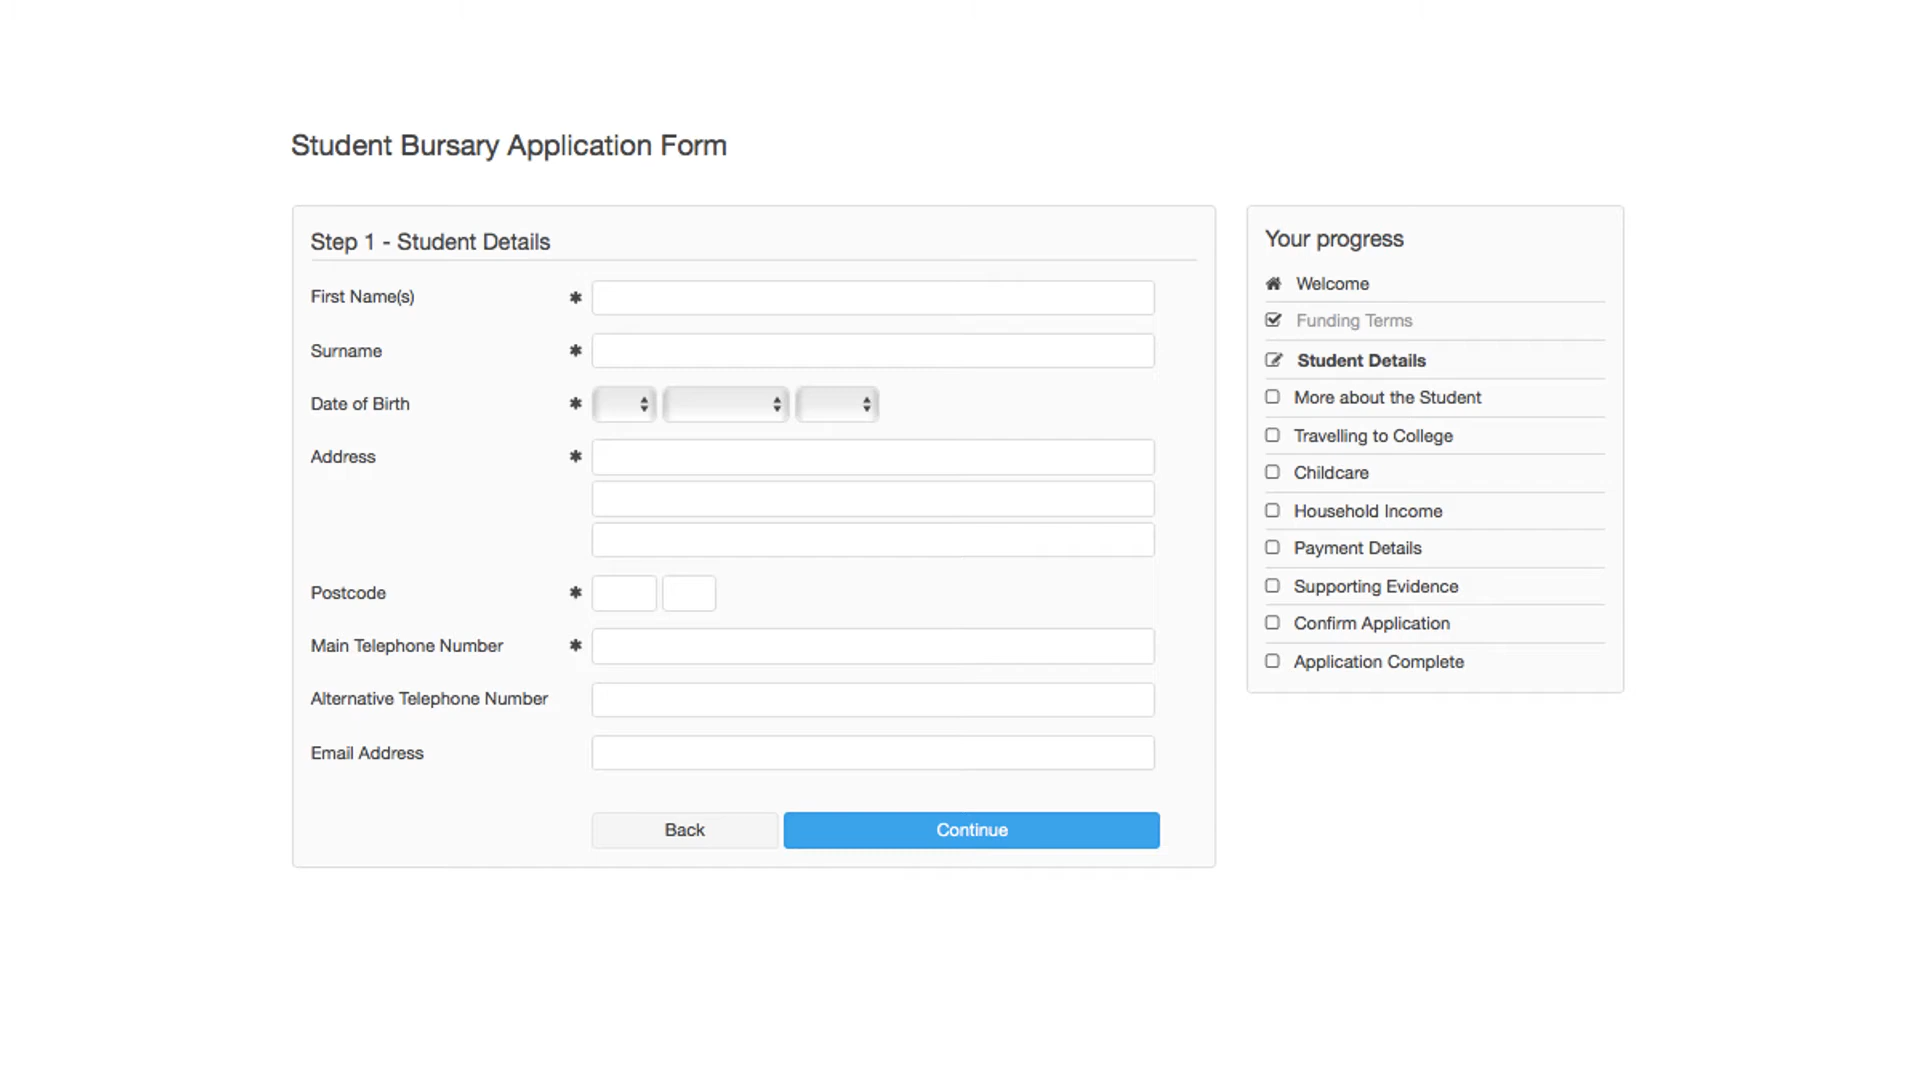 Student Bursary Application Form
Step 1 - Student Details
First Name(s) *
Surname *
Date of Birth *
Address *
Postcode *
Main Telephone Number *
Alternative Telephone Number
Email Address
Back
Continue
Your progress
Welcome
Funding Terms
Student Details
More about the Student
Travelling to College
Childcare
Household Income
Payment Details
Supporting Evidence
Confirm Application
Application Complete